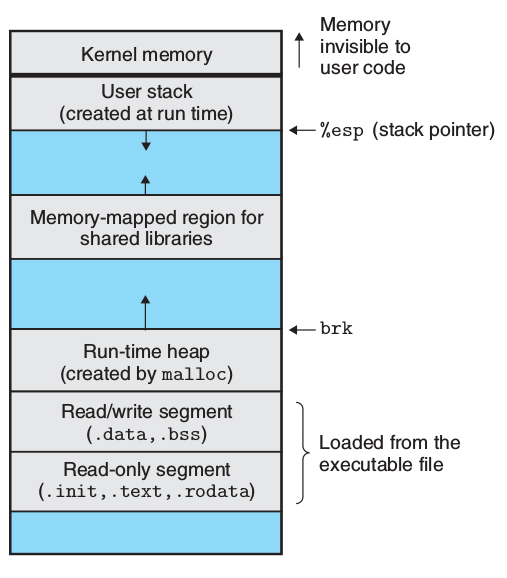 Memory
invisible to
user code
Kernel memory
User stack
(created at run time)
%esp (stack pointer)
Memory-mapped region for
shared libraries
brk
Run-time heap
(created by malloc)
Read/write segment
(.data,.bss)
Loaded from the
executable file
Read-only segment
(.init,.text,.rodata)